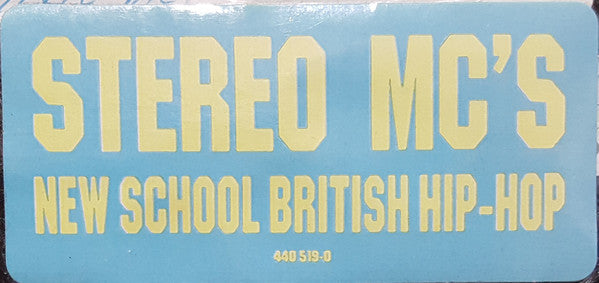 STEREO MC'S
NEW SCHOOL BRITISH HIP-HOP
440 519-0